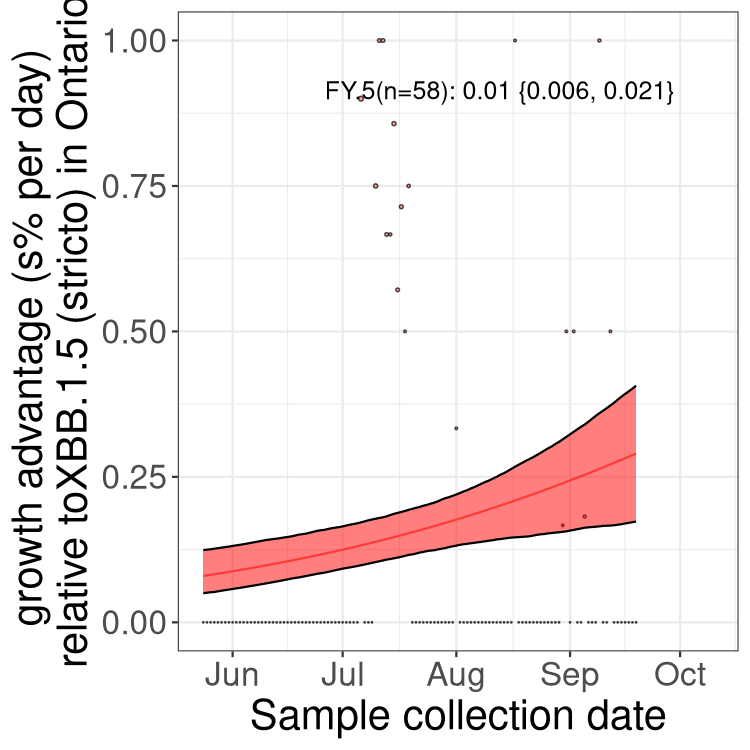 growth advantage (s% per day)
relative toXBB.1.5 (stricto) in Ontario
1.00
0.75
0.50
0.25
0.00
FY.5(n=58): 0.01 {0.006, 0.021}
Jun Jul Aug Sep Oct
Sample collection date